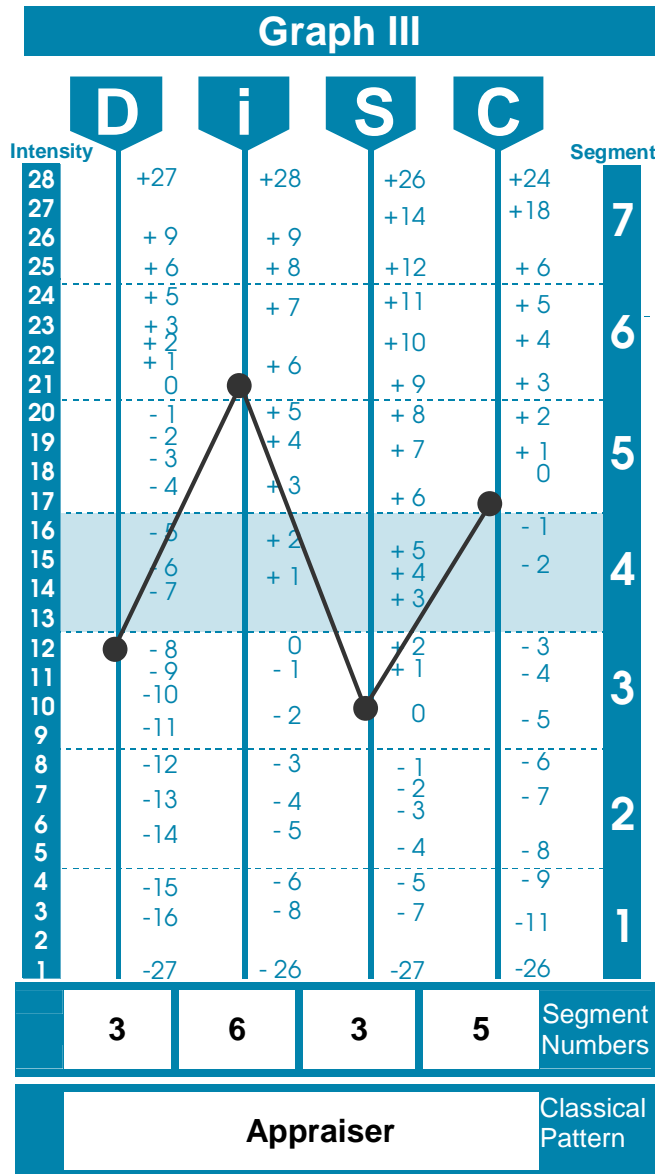 Graph III
D i S C
Intensity Segment
28 +27 +28 +26 +24
27 +14 +18
7
26 + 9 + 9
25 + 6 + 8 +12 + 6
24 + 5 + 7 +11 + 5
23 + 3
+ 2 +10 + 4
6
22 + 1 + 6
21 0 + 9 + 3
20 - 1 + 5 + 8 + 2
19 - 2 + 4 + 7 + 1
5
18 - 3 0
17 - 4 + 3 + 6
16 - 5 + 2 - 1
15 - 6 + 5 - 2
4
14 - 7 + 1 + 4
13 + 3
12 - 8 0 + 2 - 3
11 - 9 - 1 + 1 - 4
3
10 -10 - 2 0 - 5
9 -11
8 -12 - 3 - 1 - 6
7 -13 - 4 - 2 - 7
- 3
2
6 -14 - 5
5 - 4 - 8
4 -15 - 6 - 5 - 9
3 -16 - 8 - 7 -11
1
2
1 -27 - 26 -27 -26
3 6 3 5 Segment
Numbers
Appraiser Classical
Pattern